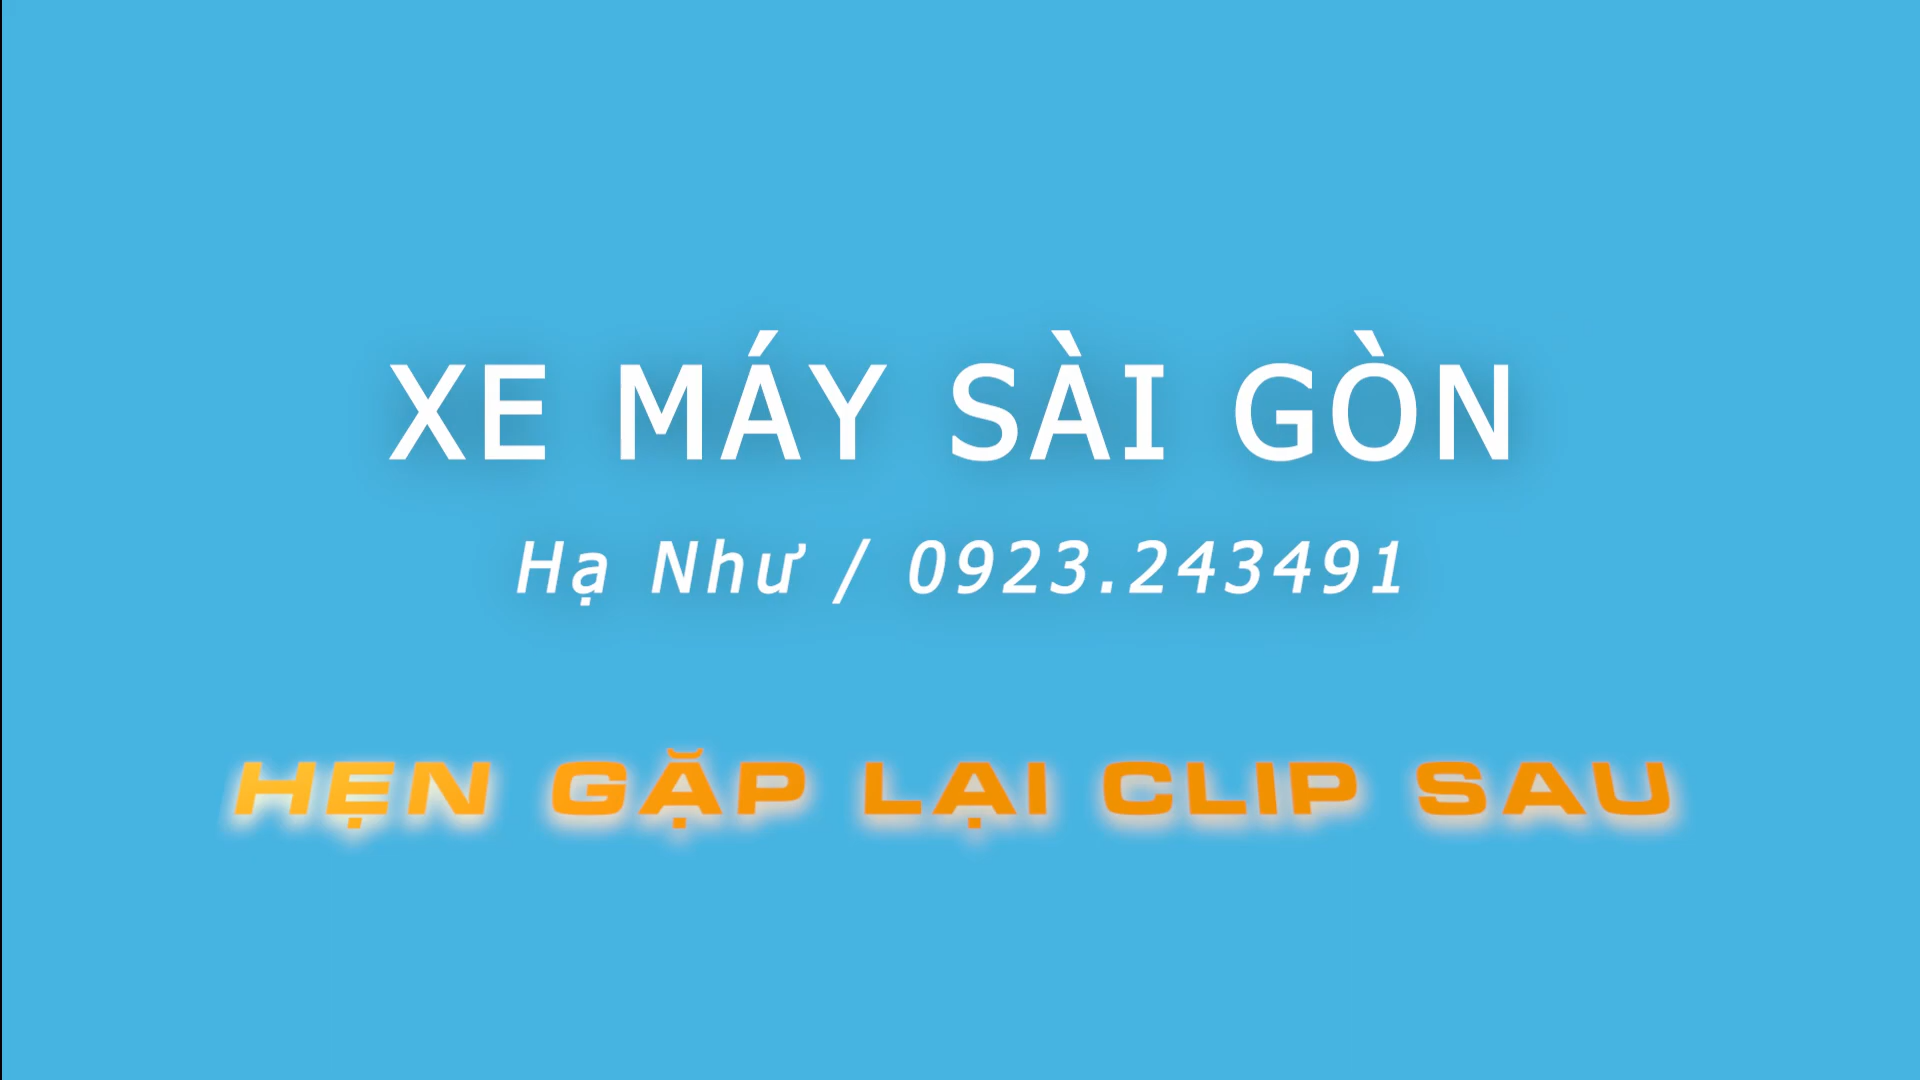 XE MÁY SÀI GÒN
Hạ Như / 0923.243491
HẸN GẶP LẠI CLIP SAU